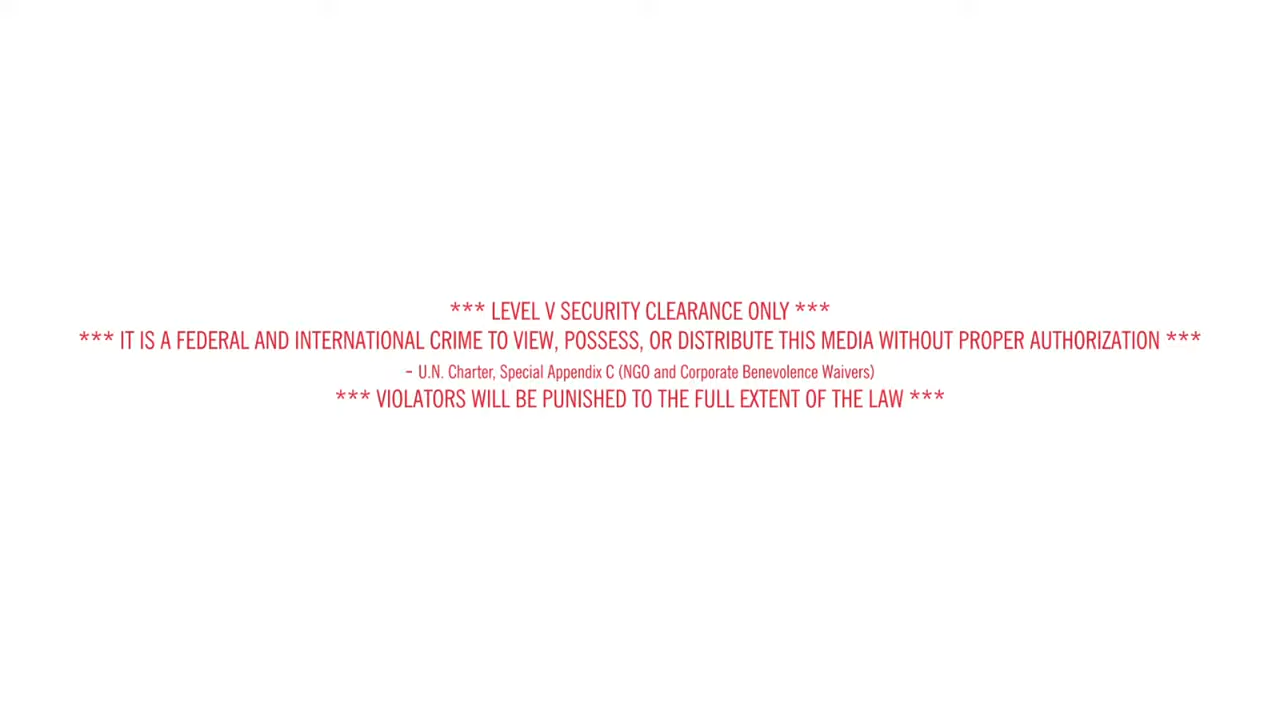 *** LEVEL V SECURITY CLEARANCE ONLY ***
*** IT IS A FEDERAL AND INTERNATIONAL CRIME TO VIEW, POSSESS, OR DISTRIBUTE THIS MEDIA WITHOUT PROPER AUTHORIZATION ***
– U.N. Charter, Special Appendix C (NGO and Corporate Benevolence Waivers)
*** VIOLATORS WILL BE PUNISHED TO THE FULL EXTENT OF THE LAW ***